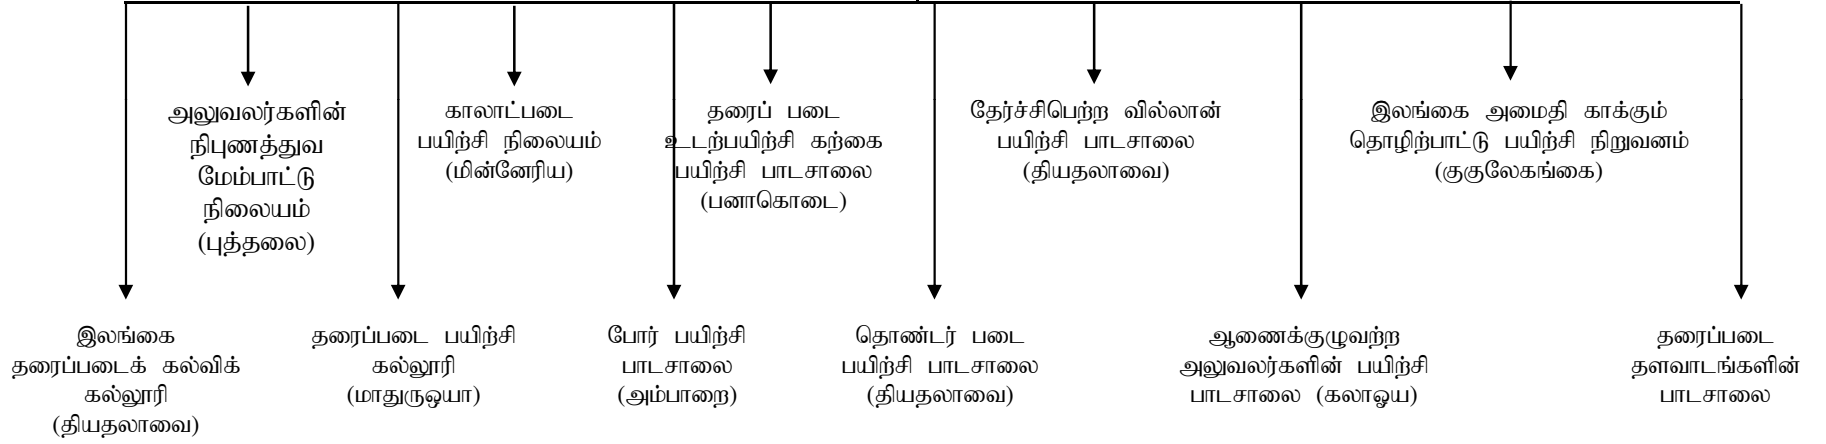 அலுவலர்களின்
நிபுணத்துவ
மேம்பாட்டு
நிலையம்
(புத்தலை)
காலாட்படை
பயிற்சி நிலையம்
(மின்னேரிய)
தரைப் படை
உடற்பயிற்சி கற்கை
பயிற்சி பாடசாலை
(பனாகொடை)
தேர்ச்சிபெற்ற வில்லான்
பயிற்சி பாடசாலை
(தியதலாவை)
இலங்கை அமைதி காக்கும்
தொழிற்பாட்டு பயிற்சி நிறுவனம்
(குகுலேகங்கை)
இலங்கை
தரைப்படைக் கல்விக்
கல்லூரி
(தியதலாவை)
தரைப்படை பயிற்சி
கல்லூரி
(மாதுருஒயா)
போர் பயிற்சி
பாடசாலை
(அம்பாறை)
தொண்டர் படை
பயிற்சி பாடசாலை
(தியதலாவை)
ஆணைக்குழுவற்ற
அலுவலர்களின் பயிற்சி
பாடசாலை (கலாஓய)
தரைப்படை
தளவாடங்களின்
பாடசாலை